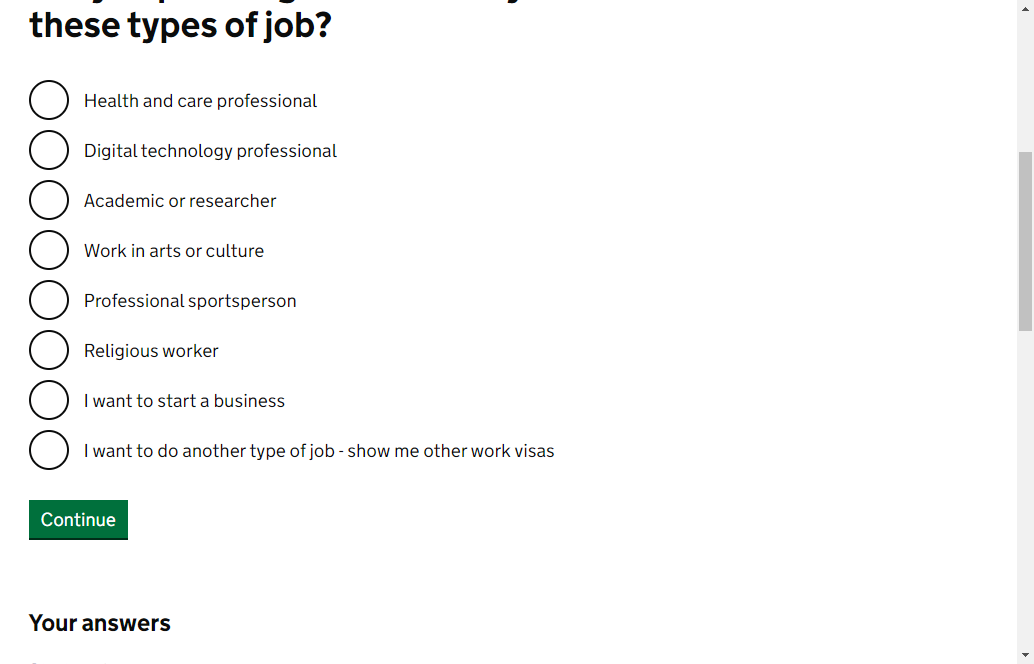 these types of job?
Health and care professional
Digital technology professional
Academic or researcher
Work in arts or culture
Professional sportsperson
Religious worker
I want to start a business
I want to do another type of job - show me other work visas
Continue
Your answers